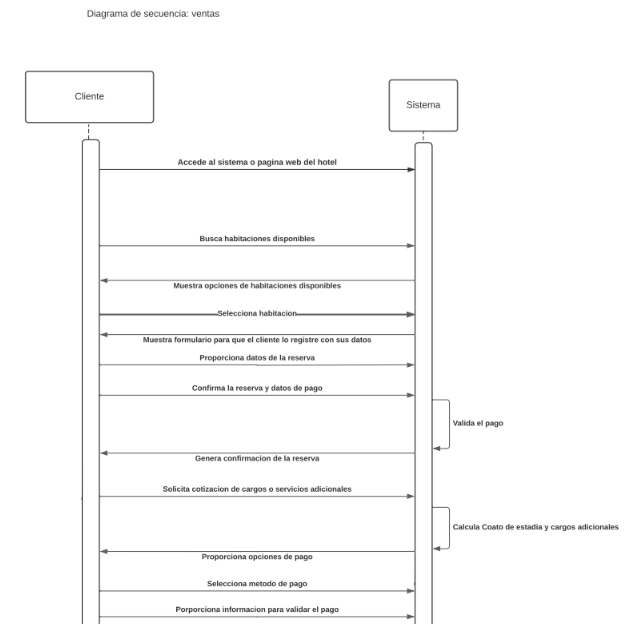 Diagrama de secuencia: ventas
Cliente
Sistema
Accede al sistema o pagina web del hotel
Busca habitaciones disponibles
Muestra opciones de habitaciones disponibles
Selecciona habitacion
Muestra formulario para que el cliente lo registre con sus datos
Proporciona datos de la reserva
Confirma la reserva y datos de pago
Valida el pago
Genera confirmacion de la reserva
Solicita cotizacion de cargos o servicios adicionales
Calcula Coato de estadia y cargos adicionales
Proporciona opciones de pago
Selecciona metodo de pago
Porporciona informacion para validar el pago